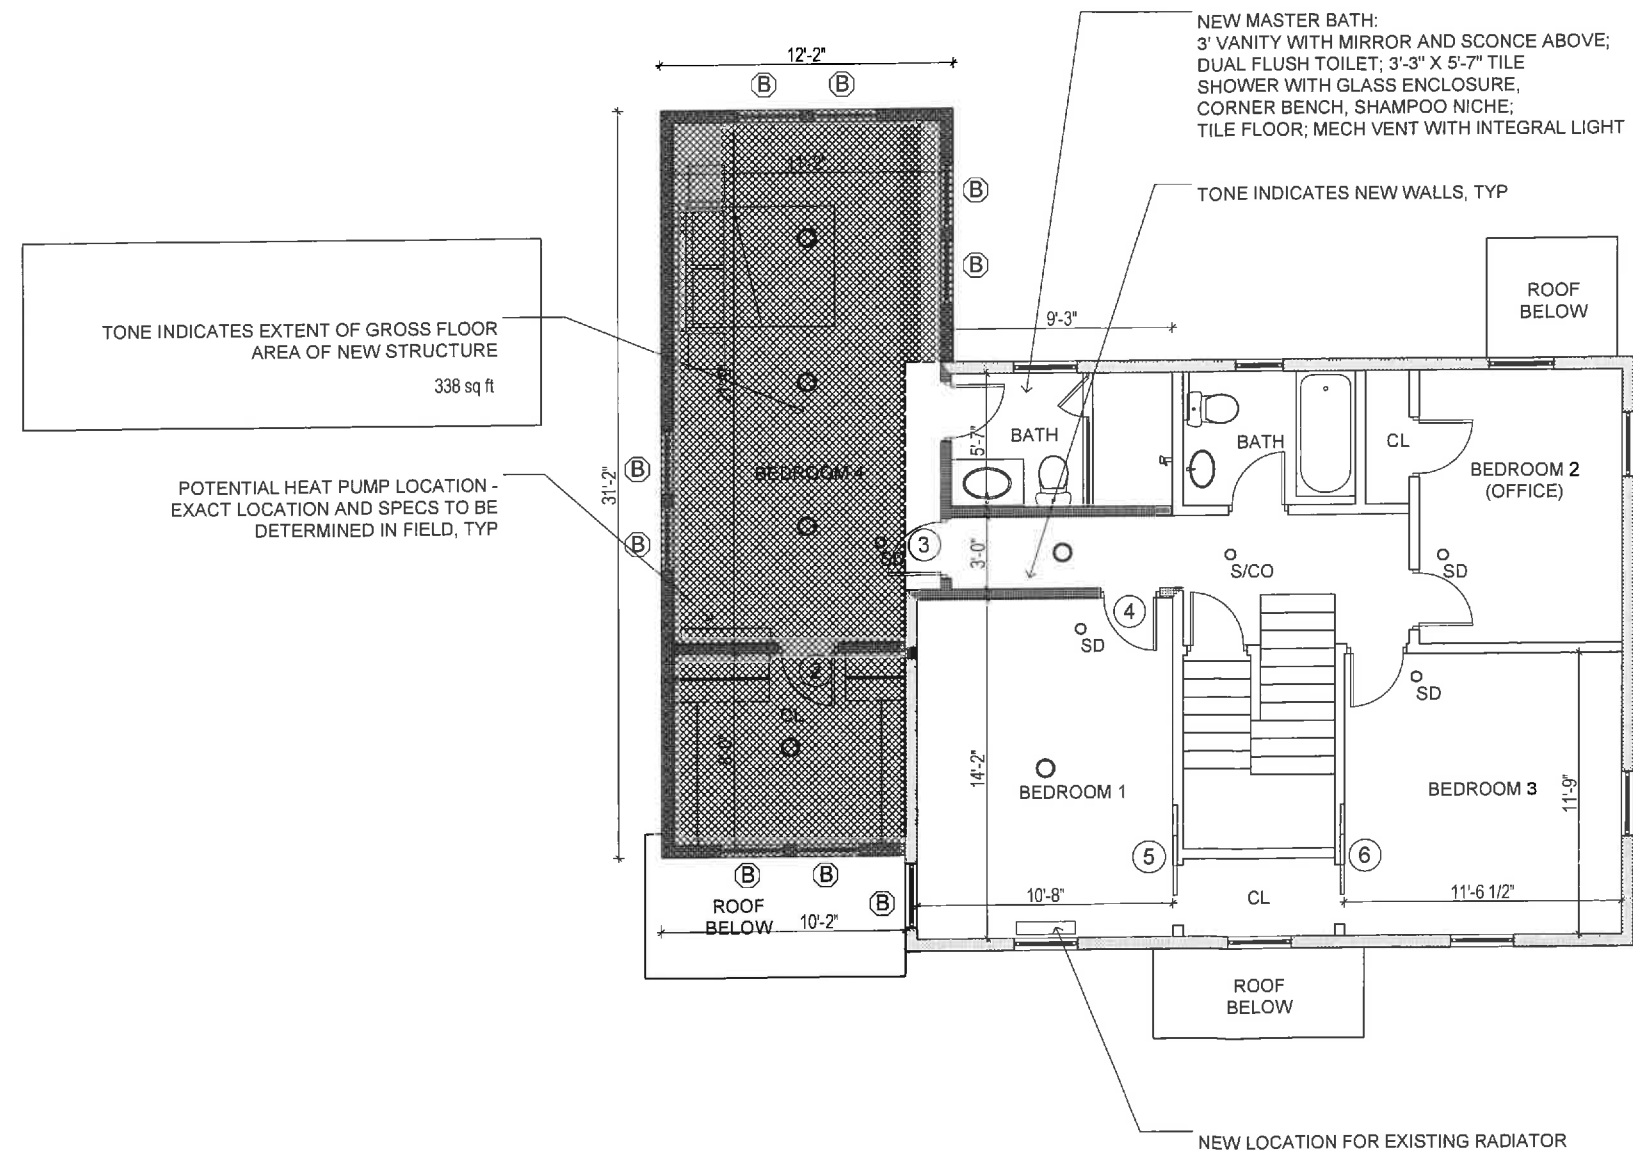 NEW MASTER BATH:
3' VANITY WITH MIRROR AND SCONCE ABOVE;
DUAL FLUSH TOILET; 3'-3" X 5'-7" TILE
SHOWER WITH GLASS ENCLOSURE,
CORNER BENCH, SHAMPOO NICHE;
TILE FLOOR; MECH VENT WITH INTEGRAL LIGHT
12'-2"
B
B
11'-2"
B
TONE INDICATES NEW WALLS, TYP
B
ROOF
BELOW
9'-3"
TONE INDICATES EXTENT OF GROSS FLOOR
AREA OF NEW STRUCTURE
338 sq ft
BATH
5'-7"
BATH
CL
BEDROOM 2
(OFFICE)
BEDROOM 4
B
31'-2"
POTENTIAL HEAT PUMP LOCATION -
EXACT LOCATION AND SPECS TO BE
DETERMINED IN FIELD, TYP
B
3
SD
3'-0"
S/CO
SD
4
SD
2
SD
CL
8'-0"
14'-2"
BEDROOM 1
BEDROOM 3
11'-9"
5
6
B
B
B
10'-8"
CL
11'-6 1/2"
ROOF
BELOW
10'-2"
ROOF
BELOW
NEW LOCATION FOR EXISTING RADIATOR